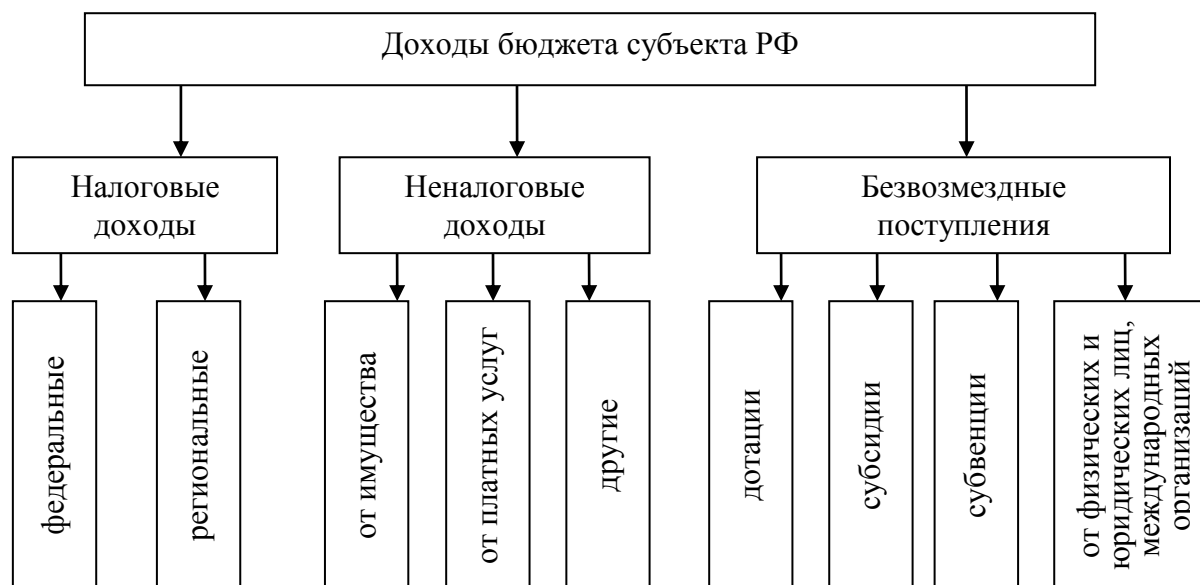 Доходы бюджета субъекта РФ
Налоговые
доходы
Неналоговые
доходы
Безвозмездные
поступления
федеральные
региональные
от имущества
от платных услуг
другие
дотации
субсидии
субвенции
от физических и
юридических лиц,
международных
организаций